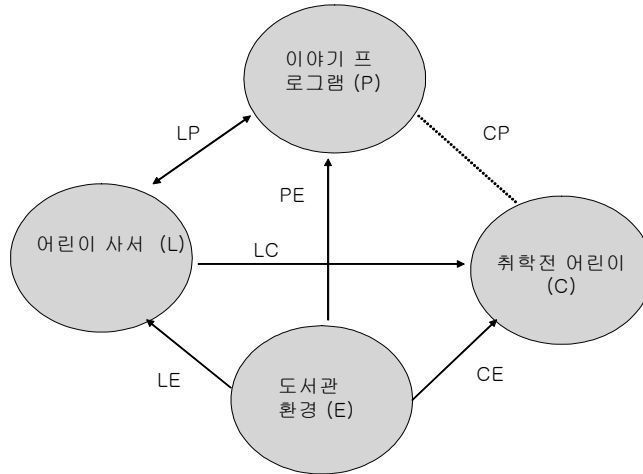 이야기 프
로그램 (P)
LP
CP
PE
어린이 사서 (L)
LC
취학전 어린이
(C)
LE
CE
도서관
환경 (E)